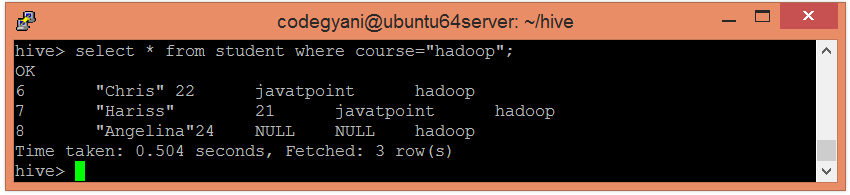 codegyani@ubuntu64server: ~/hive
hive> select * from student where course="hadoop";
OK
6       "Chris" 22      javatpoint      hadoop
7       "Hariss"        21      javatpoint      hadoop
8       "Angelina"24    NULL    NULL    hadoop
Time taken: 0.504 seconds, Fetched: 3 row(s)
hive>